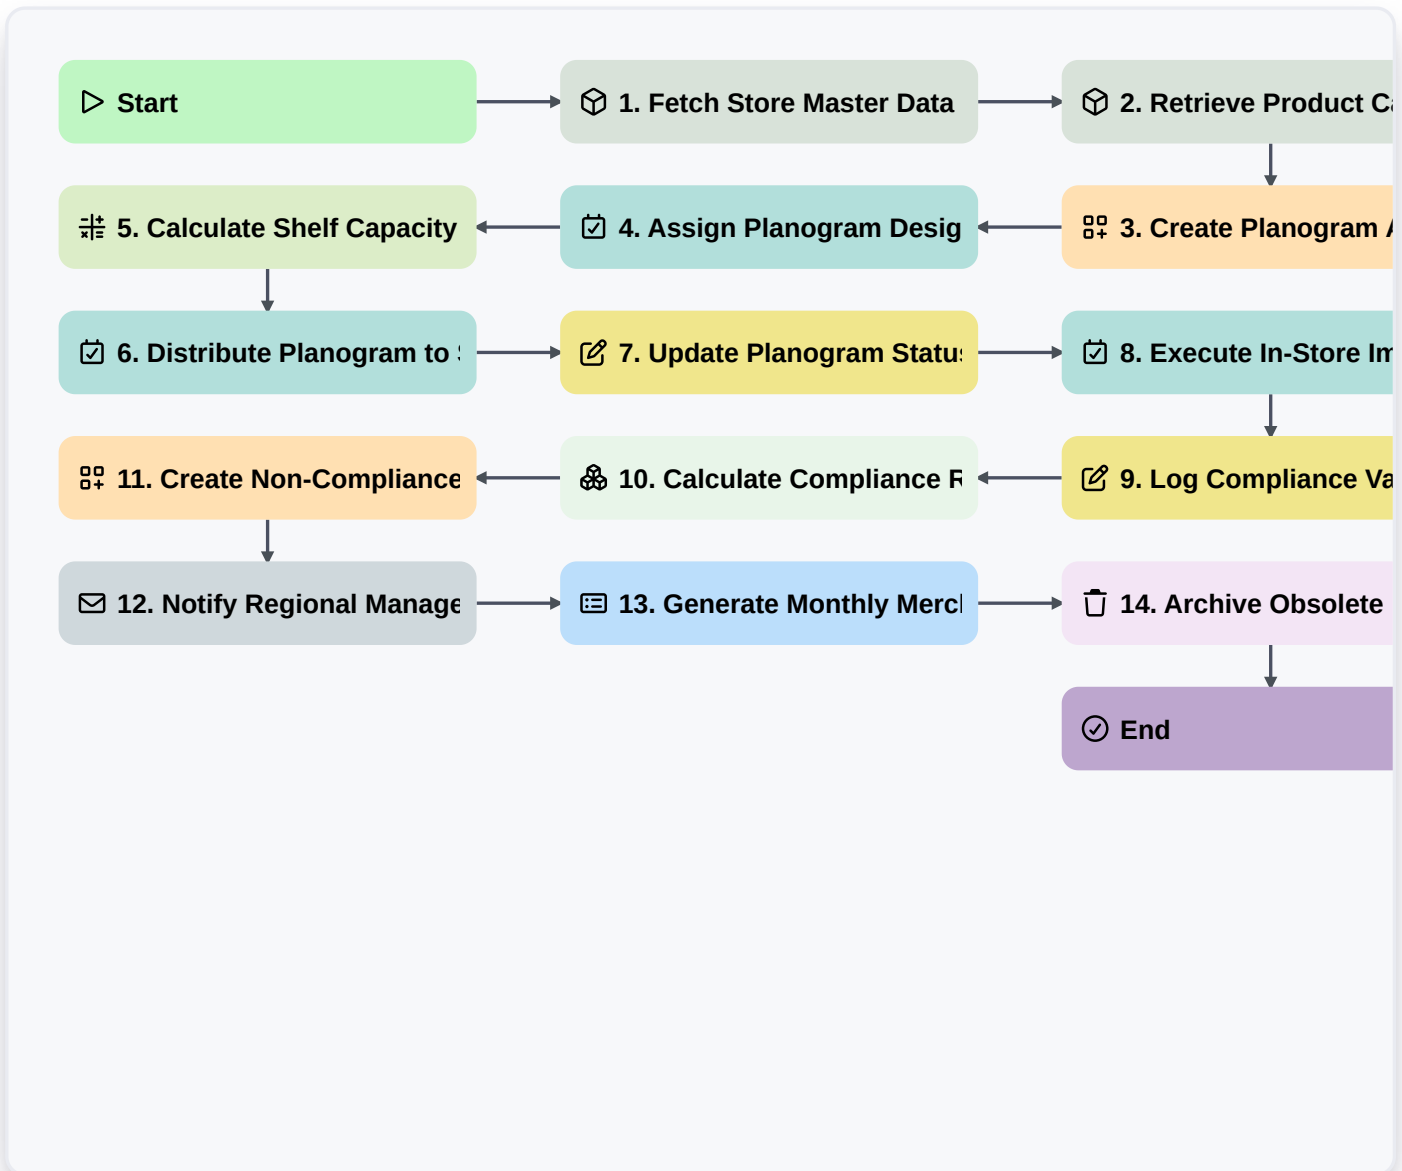 Start
1. Fetch Store Master Data
2. Retrieve Product
5. Calculate Shelf Capacity
4. Assign Planogram
3. Create Planogram
6. Distribute Planogram to
7. Update Planogram Status
8. Execute In-Store
11. Create Non-Compliance
10. Calculate Compliance
9. Log Compliance
12. Notify Regional
13. Generate Monthly
14. Archive Obsolete
End